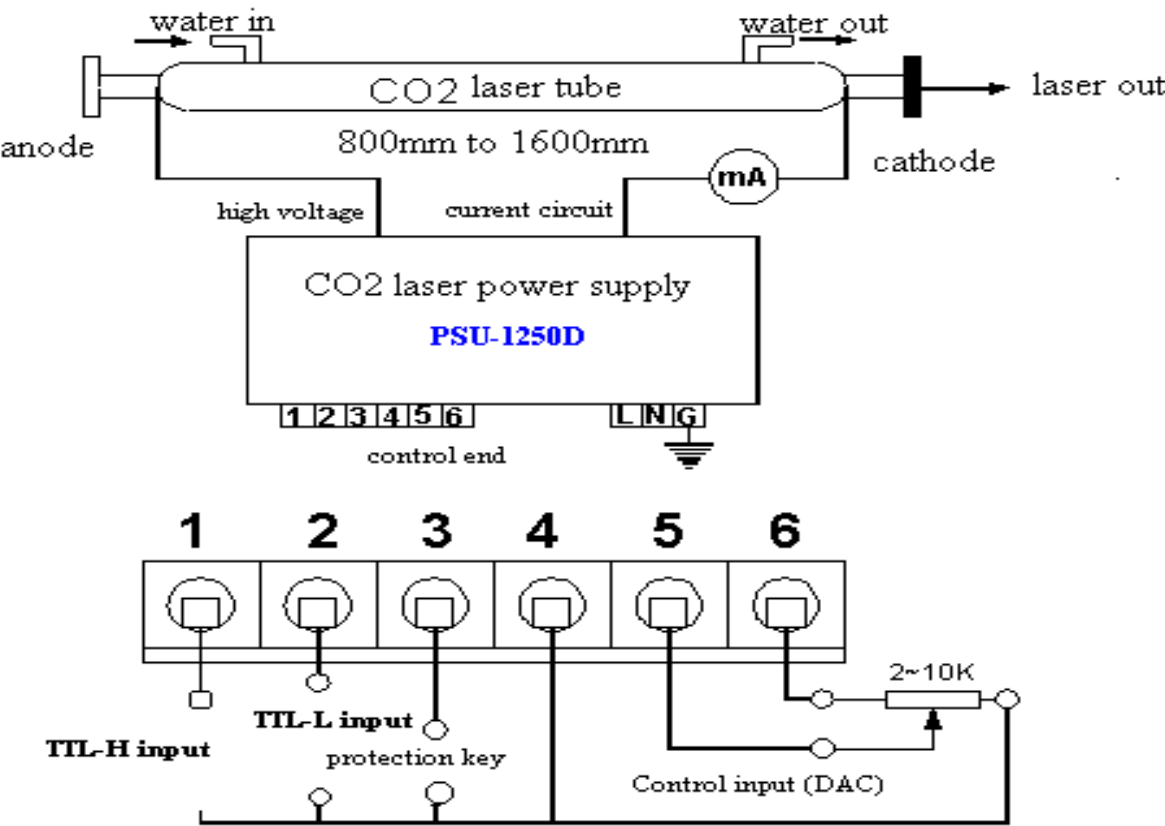 water in
water out
CO2 laser tube
laser out
anode
800mm to 1600mm
cathode
mA
high voltage
current circuit
CO2 laser power supply
PSU-1250D
1 2 3 4 5 6
L N G
control end
1 2 3 4 5 6
2~10K
TTL-L input
TTL-H input
protection key
Control input (DAC)